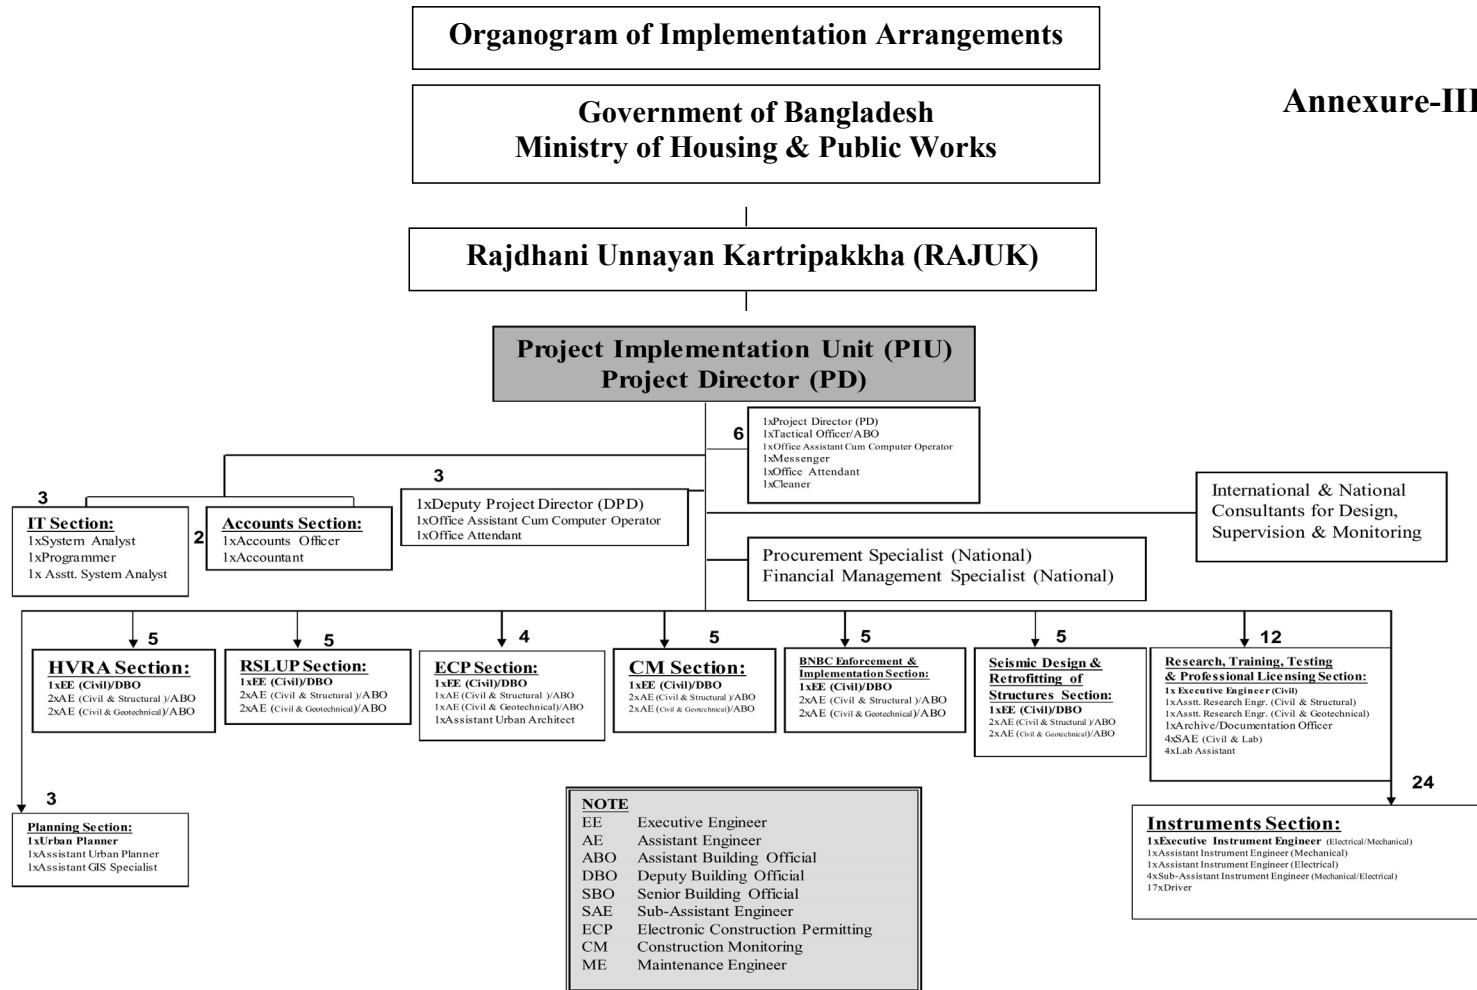 Organogram of Implementation Arrangements
Annexure-III
Government of Bangladesh
Ministry of Housing & Public Works
Rajdhani Unnayan Kartripakkha (RAJUK)
Project Implementation Unit (PIU)
Project Director (PD)
6
1xProject Director (PD)
1xTactical Officer/ABO
1xOffice Assistant Cum Computer Operator
1xMessenger
1xOffice Attendant
1xCleaner
3
IT Section:
1xSystem Analyst
1xProgrammer
1x Asstt. System Analyst
2
Accounts Section:
1xAccounts Officer
1xAccountant
3
1xDeputy Project Director (DPD)
1xOffice Assistant Cum Computer Operator
1xOffice Attendant
International & National
Consultants for Design,
Supervision & Monitoring
Procurement Specialist (National)
Financial Management Specialist (National)
5
HVRA Section:
1xEE (Civil)/DBO
2xAE (Civil & Structural )/ABO
2xAE (Civil & Geotechnical)/ABO
5
RSLUP Section:
1xEE (Civil)/DBO
2xAE (Civil & Structural )/ABO
2xAE (Civil & Geotechnical)/ABO
4
ECP Section:
1xEE (Civil)/DBO
1xAE (Civil & Structural )/ABO
1xAE (Civil & Geotechnical)/ABO
1xAssistant Urban Architect
5
CM Section:
1xEE (Civil)/DBO
2xAE (Civil & Structural )/ABO
2xAE (Civil & Geotechnical)/ABO
5
BNBC Enforcement &
Implementation Section:
1xEE (Civil)/DBO
2xAE (Civil & Structural )/ABO
2xAE (Civil & Geotechnical)/ABO
5
Seismic Design &
Retrofitting of
Structures Section:
1xEE (Civil)/DBO
2xAE (Civil & Structural )/ABO
2xAE (Civil & Geotechnical)/ABO
12
Research, Training, Testing
& Professional Licensing Section:
1x Executive Engineer (Civil)
1xAsstt. Research Engr. (Civil & Structural)
1xAsstt. Research Engr. (Civil & Geotechnical)
1xArchive/Documentation Officer
4xSAE (Civil & Lab)
4xLab Assistant
3
Planning Section:
1xUrban Planner
1xAssistant Urban Planner
1xAssistant GIS Specialist
24
Instruments Section:
1xExecutive Instrument Engineer (Electrical/Mechanical)
1xAssistant Instrument Engineer (Mechanical)
1xAssistant Instrument Engineer (Electrical)
4xSub-Assistant Instrument Engineer (Mechanical/Electrical)
17xDriver
NOTE
EE Executive Engineer
AE Assistant Engineer
ABO Assistant Building Official
DBO Deputy Building Official
SBO Senior Building Official
SAE Sub-Assistant Engineer
ECP Electronic Construction Permitting
CM Construction Monitoring
ME Maintenance Engineer